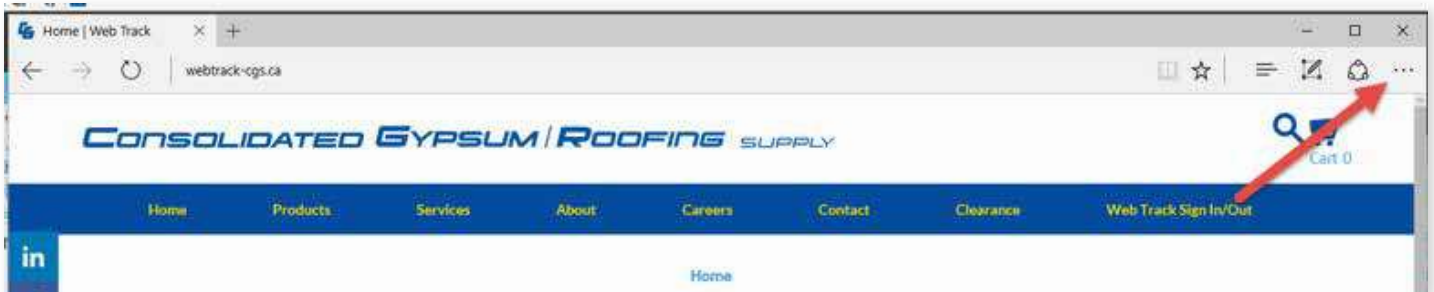 Home | Web Track
webtrack-cgs.ca
CONSOLIDATED GYPSUM / ROOFING SUPPLY
Cart 0
Home Products Services About Careers Contact Clearance Web Track Sign In/Out
in
Home